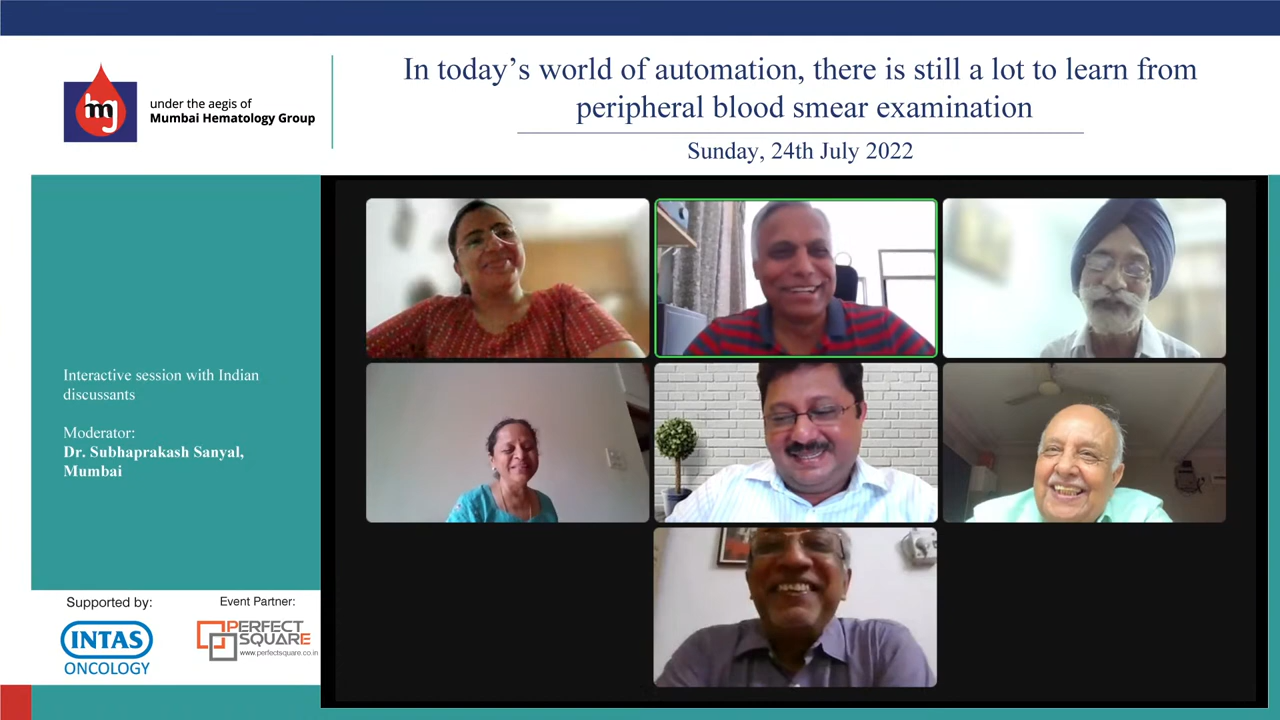 In today’s world of automation, there is still a lot to learn from
peripheral blood smear examination
Sunday, 24th July 2022
hmg
under the aegis of
Mumbai Hematology Group
Interactive session with Indian
discussants
Moderator:
Dr. Subhaprakash Sanyal,
Mumbai
Supported by:
INTAS
ONCOLOGY
Event Partner:
PERFECT
SQUARE
www.perfectsquare.co.in